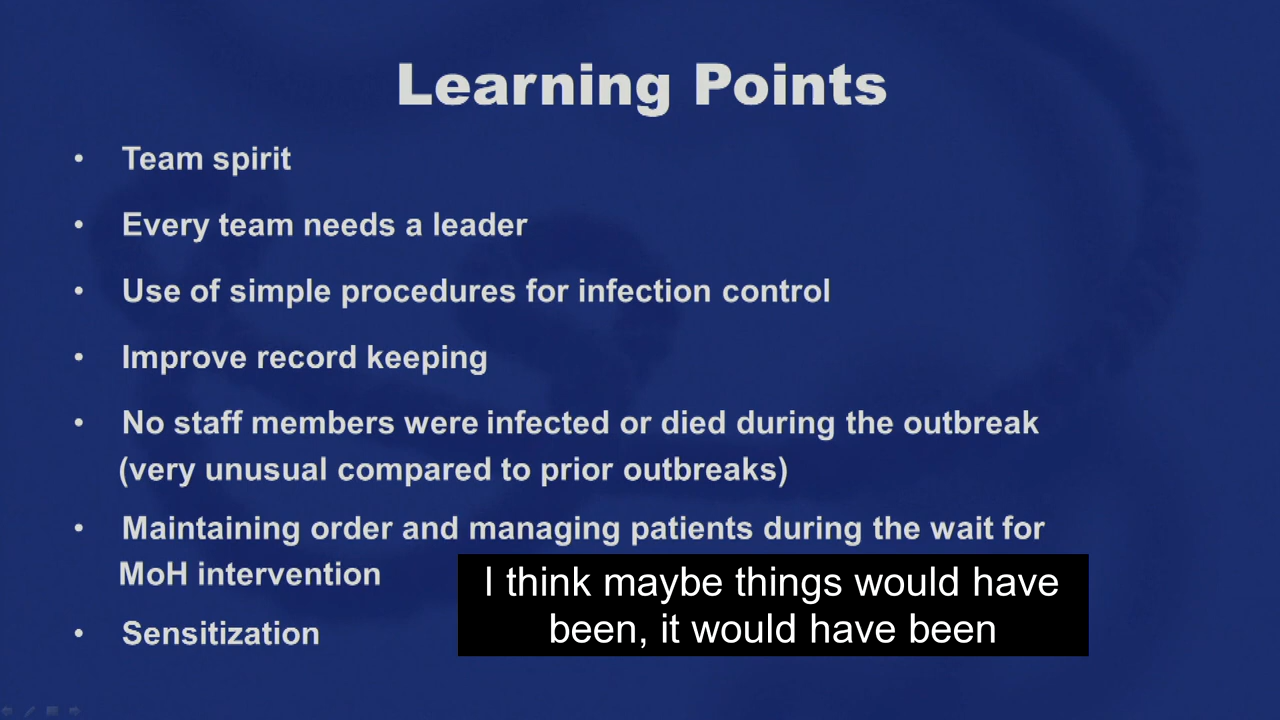 Learning Points
• Team spirit
• Every team needs a leader
• Use of simple procedures for infection control
• Improve record keeping
• No staff members were infected or died during the outbreak
(very unusual compared to prior outbreaks)
• Maintaining order and managing patients during the wait for
MoH intervention
• Sensitization
I think maybe things would have
been, it would have been